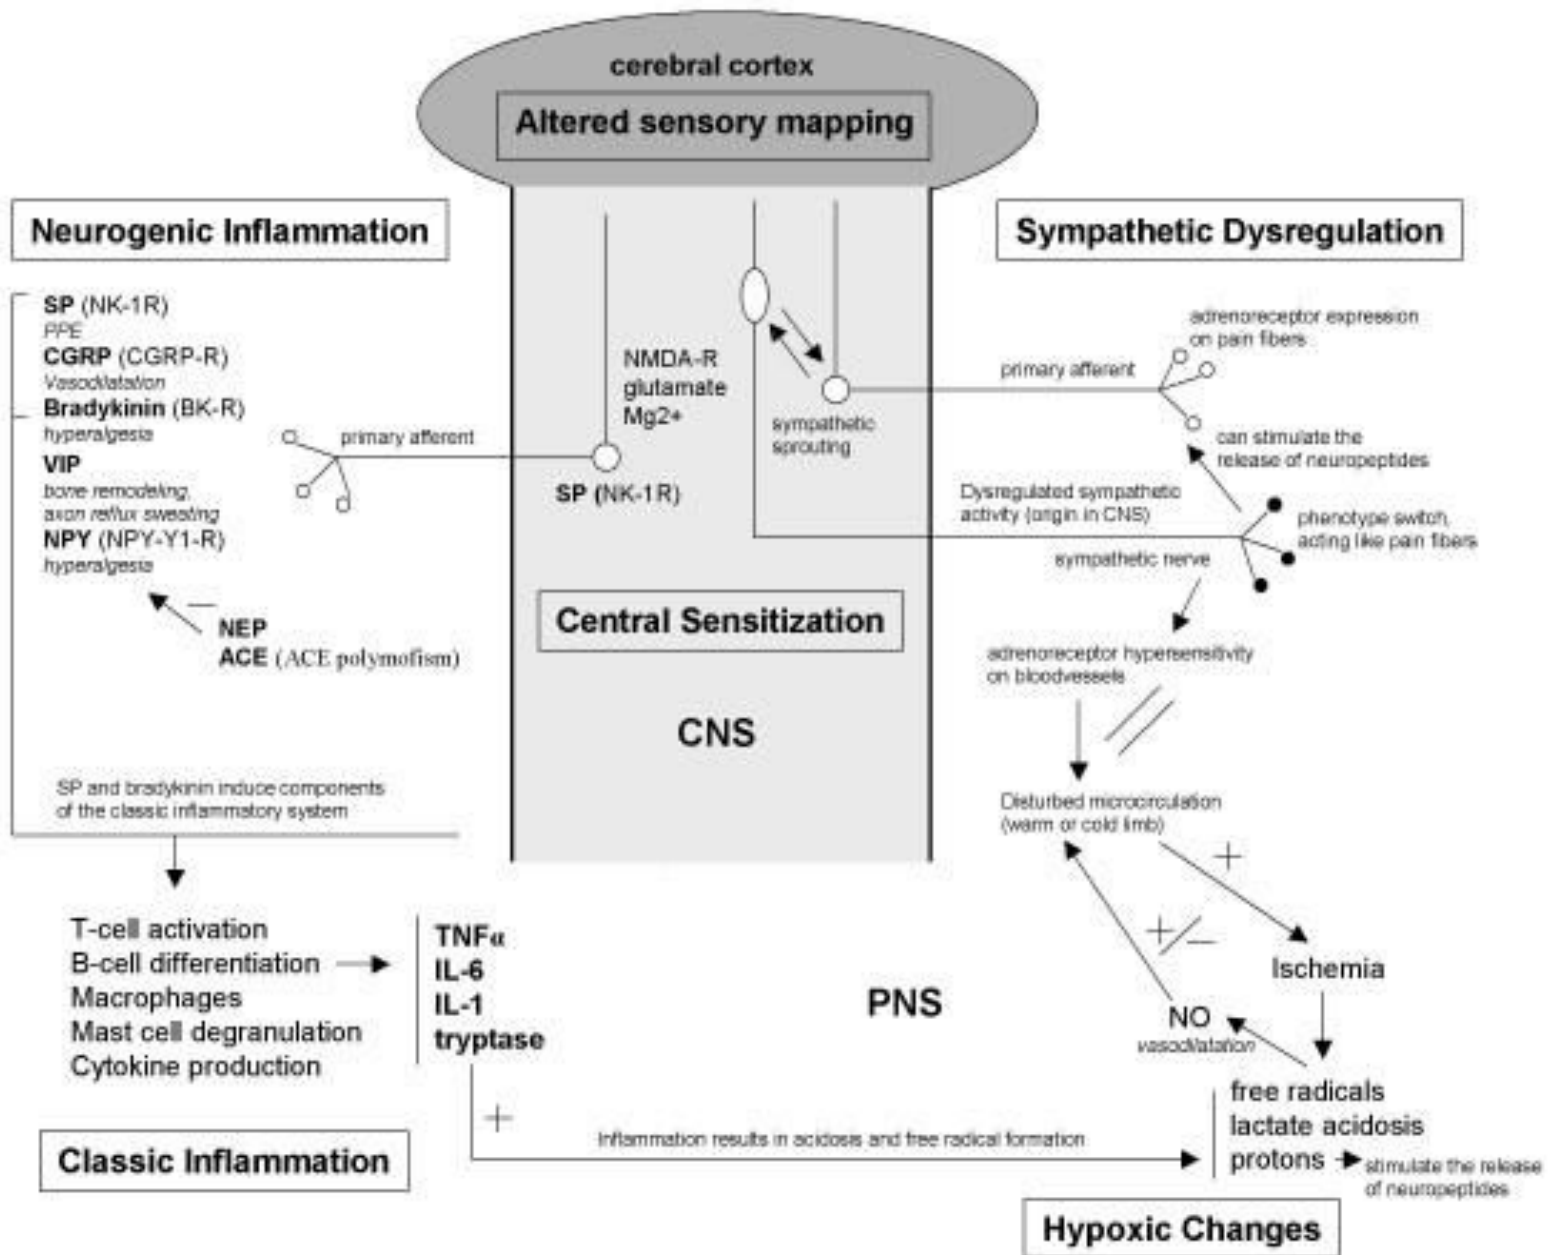 cerebral cortex
Altered sensory mapping
Neurogenic Inflammation
SP (NK-1R)
PPE
CGRP (CGRP-R)
Vasodilatation
Bradykinin (BK-R)
hyperalgesia
VIP
bone remodeling,
axon reflux sweating
NPY (NPY-Y1-R)
hyperalgesia
NEP
ACE (ACE polymofism)
primary afferent
SP and bradykinin induce components
of the classic inflammatory system
T-cell activation
B-cell differentiation
Macrophages
Mast cell degranulation
Cytokine production
TNFα
IL-6
IL-1
tryptase
+
Classic Inflammation
NMDA-R
glutamate
Mg2+
SP (NK-1R)
sympathetic
sprouting
Central Sensitization
CNS
PNS
Inflammation results in acidosis and free radical formation
Sympathetic Dysregulation
adrenoreceptor expression
on pain fibers
primary afferent
can stimulate the
release of neuropeptides
Dysregulated sympathetic
activity (origin in CNS)
phenotype switch,
acting like pain fibers
sympathetic nerve
adrenoreceptor hypersensitivity
on bloodvessels
Disturbed microcirculation
(warm or cold limb)
+
+/−
Ischemia
NO
vasodilatation
free radicals
lactate acidosis
protons
stimulate the release
of neuropeptides
Hypoxic Changes